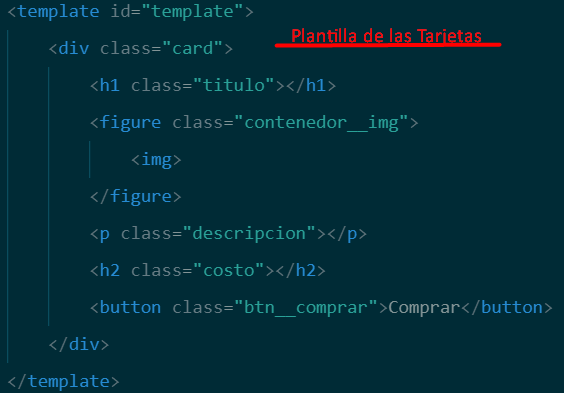 <template id="template">
Plantilla de las Tarjetas
<div class="card">
<h1 class="titulo"></h1>
<figure class="contenedor__img">
<img>
</figure>
<p class="descripcion"></p>
<h2 class="costo"></h2>
<button class="btn__comprar">Comprar</button>
</div>
</template>